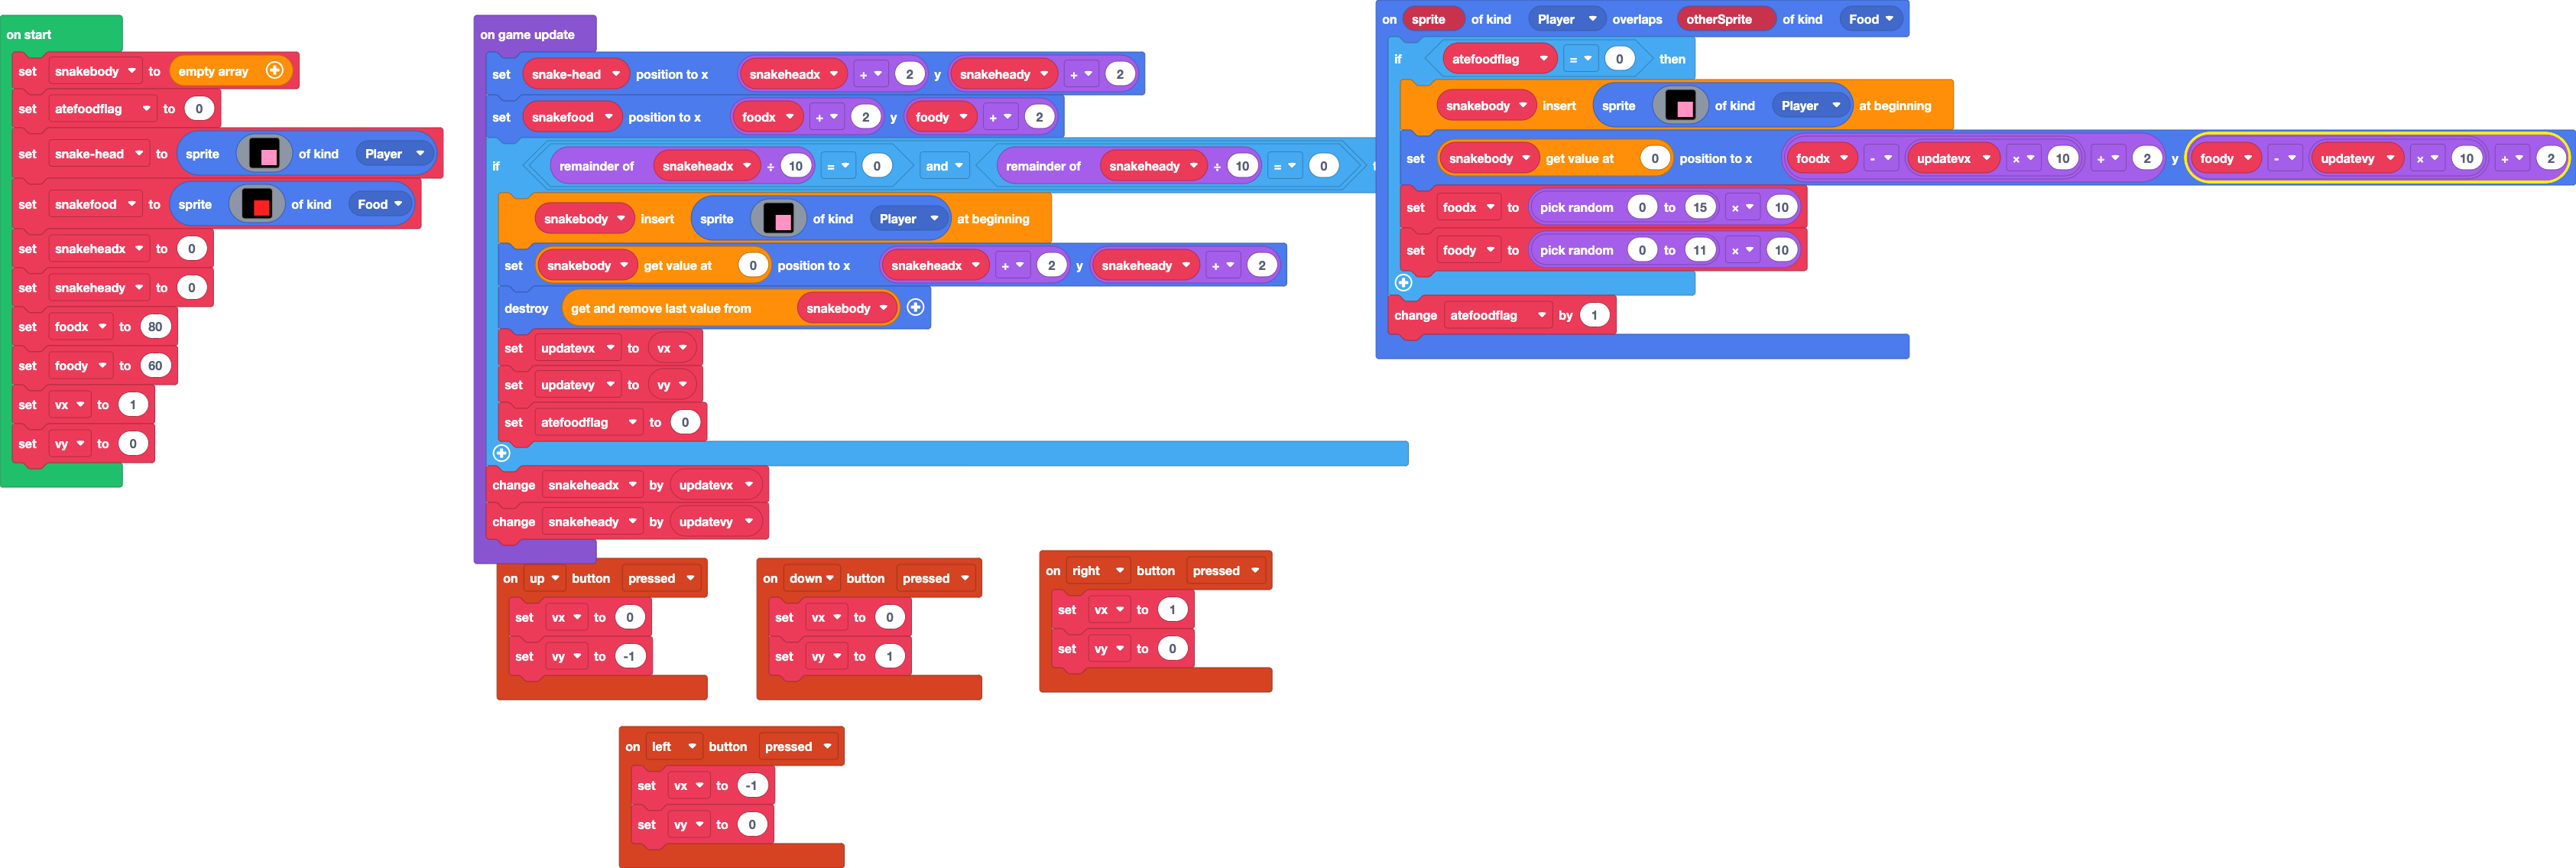 on start
set snakebody to empty array
set atefoodflag to 0
set snake-head to sprite of kind Player
set snakefood to sprite of kind Food
set snakeheadx to 0
set snakeheady to 0
set foodx to 80
set foody to 60
set vx to 1
set vy to 0
on game update
set snake-head position to x snakeheadx + 2 y snakeheady + 2
set snakefood position to x foodx + 2 y foody + 2
if remainder of snakeheadx ÷ 10 = 0 and remainder of snakeheady ÷ 10 = 0
snakebody insert sprite of kind Player at beginning
set snakebody get value at 0 position to x snakeheadx + 2 y snakeheady + 2
destroy get and remove last value from snakebody
set updatevx to vx
set updatevy to vy
set atefoodflag to 0
change snakeheadx by updatevx
change snakeheady by updatevy
on sprite of kind Player overlaps otherSprite of kind Food
if atefoodflag = 0 then
snakebody insert sprite of kind Player at beginning
set snakebody get value at 0 position to x foodx - updatevx × 10 + 2 y foody - updatevy × 10 + 2
set foodx to pick random 0 to 15 × 10
set foody to pick random 0 to 11 × 10
change atefoodflag by 1
on up button pressed
set vx to 0
set vy to -1
on down button pressed
set vx to 0
set vy to 1
on right button pressed
set vx to 1
set vy to 0
on left button pressed
set vx to -1
set vy to 0